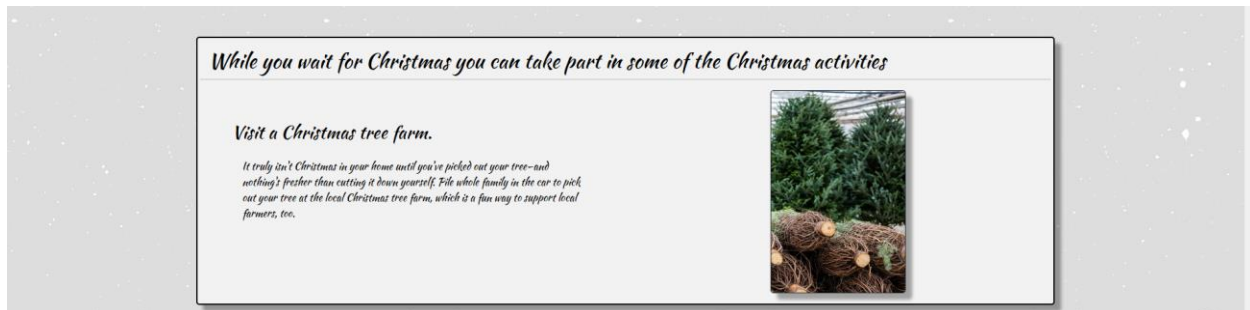 While you wait for Christmas you can take part in some of the Christmas activities
Visit a Christmas tree farm.
It truly isn't Christmas in your home until you've picked out your tree—and
nothing's fresher than cutting it down yourself. Pile whole family in the car to pick
out your tree at the local Christmas tree farm, which is a fun way to support local
farmers, too.